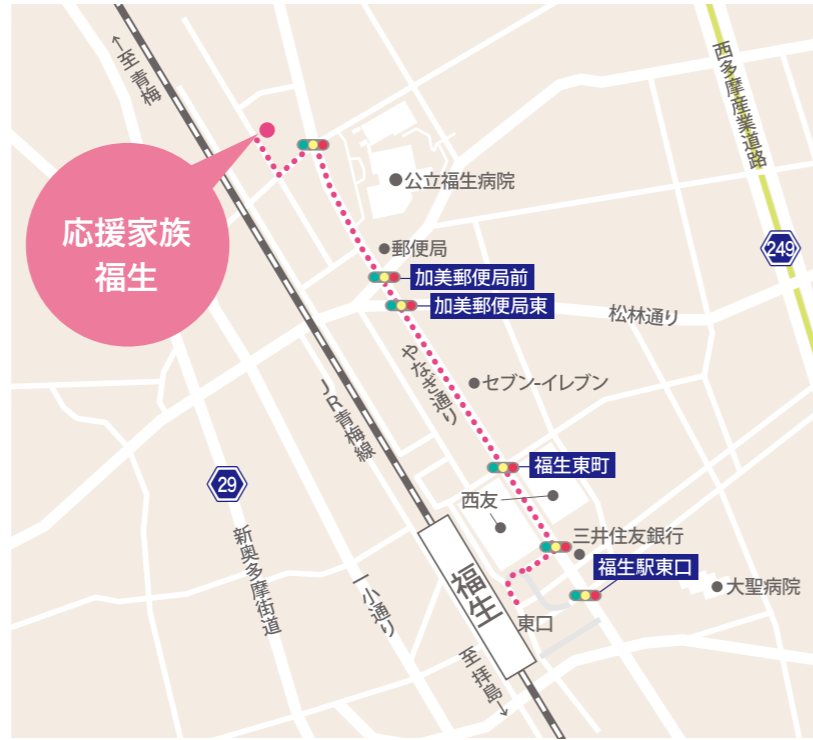 ←至青梅
西多摩産業道路
公立福生病院
応援家族
福生
郵便局
249
加美郵便局前
加美郵便局東
松林通り
やなぎ通り
セブン-イレブン
JR青梅線
福生東町
29
西友
新奥多摩街道
三井住友銀行
福生駅東口
福生
一小通り
大聖病院
東口
至拝島→